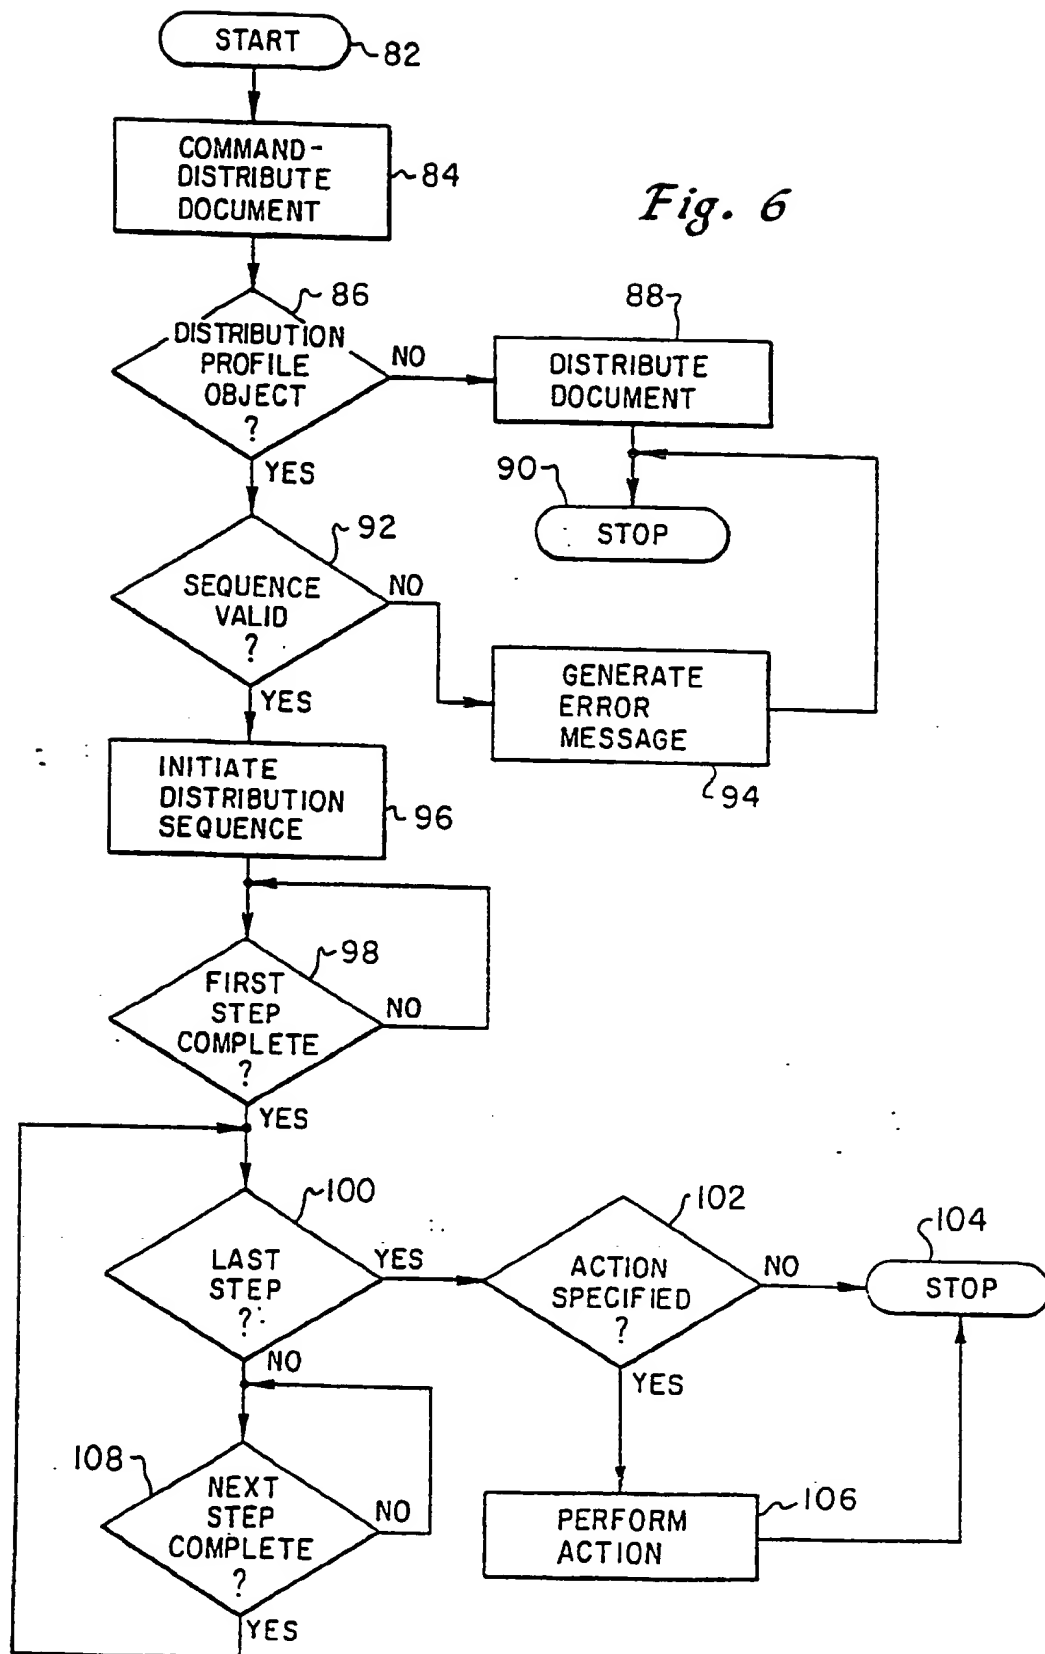 START
82
COMMAND-
DISTRIBUTE
DOCUMENT
84
Fig. 6
86
DISTRIBUTION
PROFILE
OBJECT
?
NO
YES
88
DISTRIBUTE
DOCUMENT
90
STOP
92
SEQUENCE
VALID
?
NO
YES
GENERATE
ERROR
MESSAGE
94
INITIATE
DISTRIBUTION
SEQUENCE
96
98
FIRST
STEP
COMPLETE
?
NO
YES
100
LAST
STEP
?
YES
NO
102
ACTION
SPECIFIED
?
NO
YES
104
STOP
108
NEXT
STEP
COMPLETE
?
NO
YES
PERFORM
ACTION
106